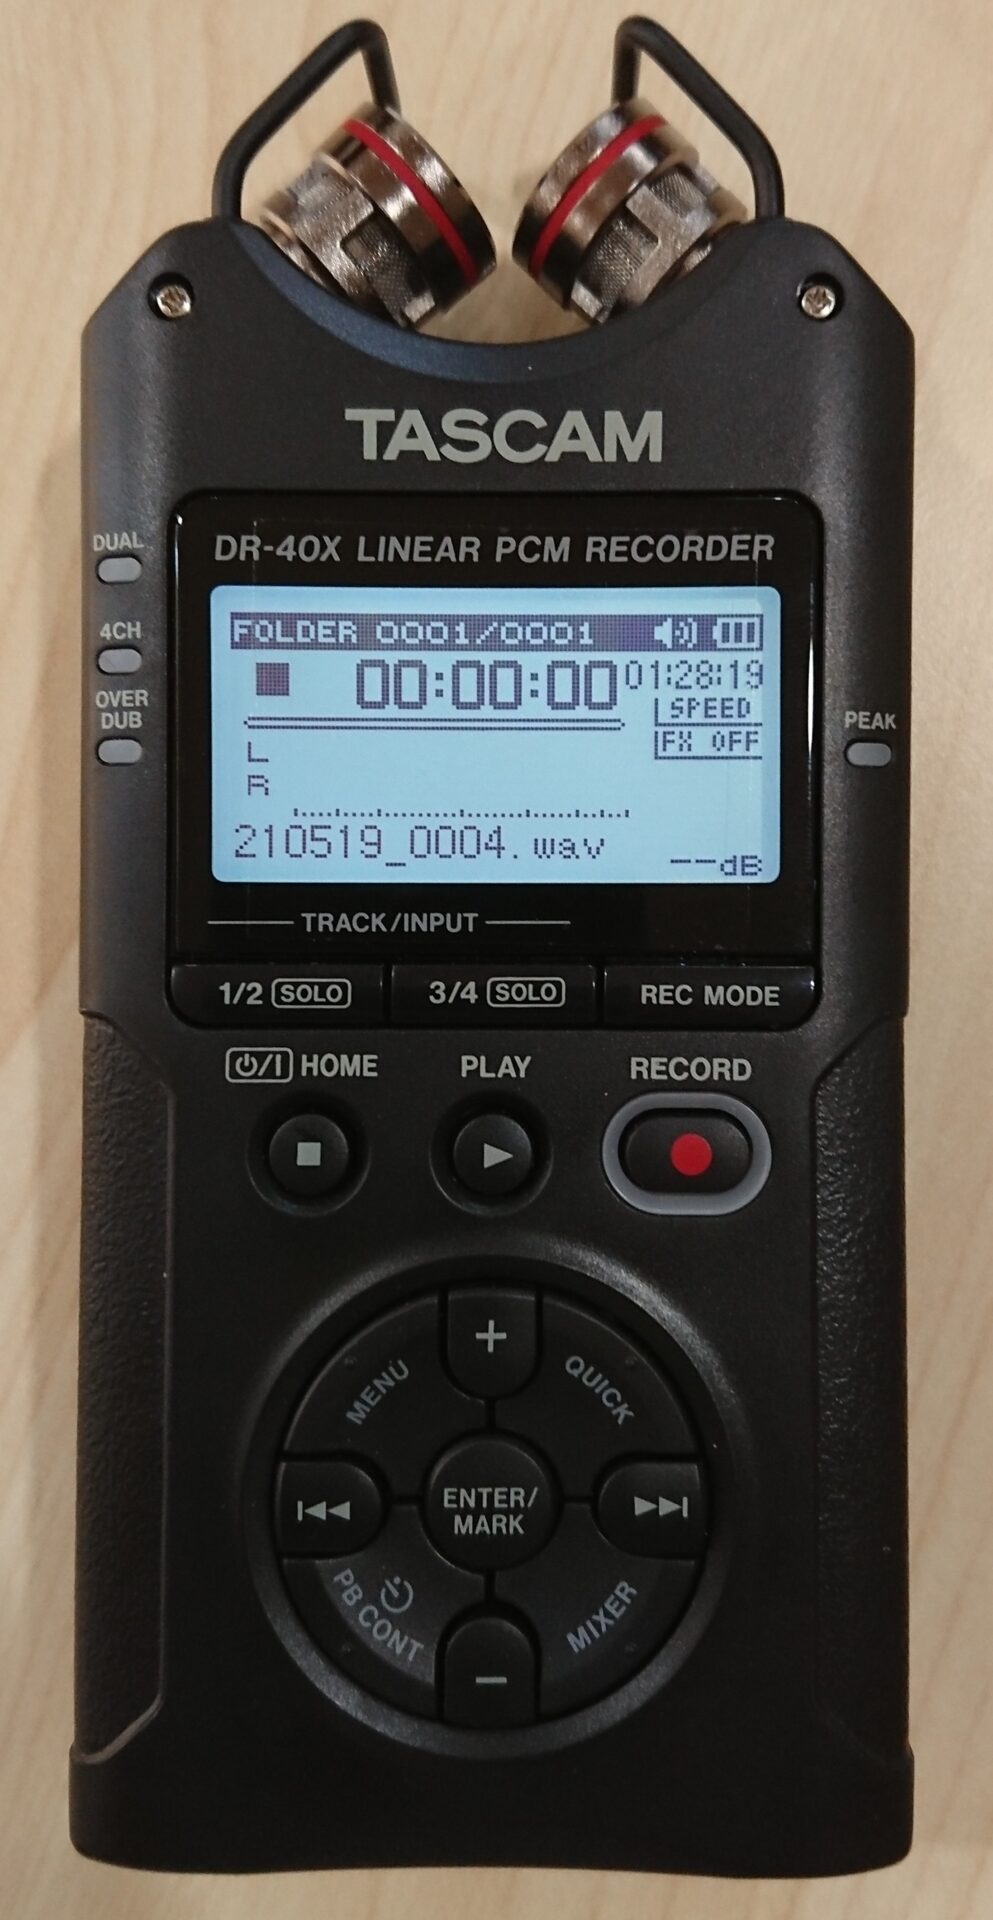 TASCAM
DR-40X LINEAR PCM RECORDER
DUAL
4CH
OVER
DUB
PEAK
FOLDER 0001/0001
00:00:00 01:28:19
SPEED
FX OFF
L
R
210519_0004.wav
--dB
TRACK/INPUT
1/2 SOLO 3/4 SOLO REC MODE
⏻/I HOME PLAY RECORD
+
MENU QUICK
ENTER/
MARK
PB CONT MIXER
−